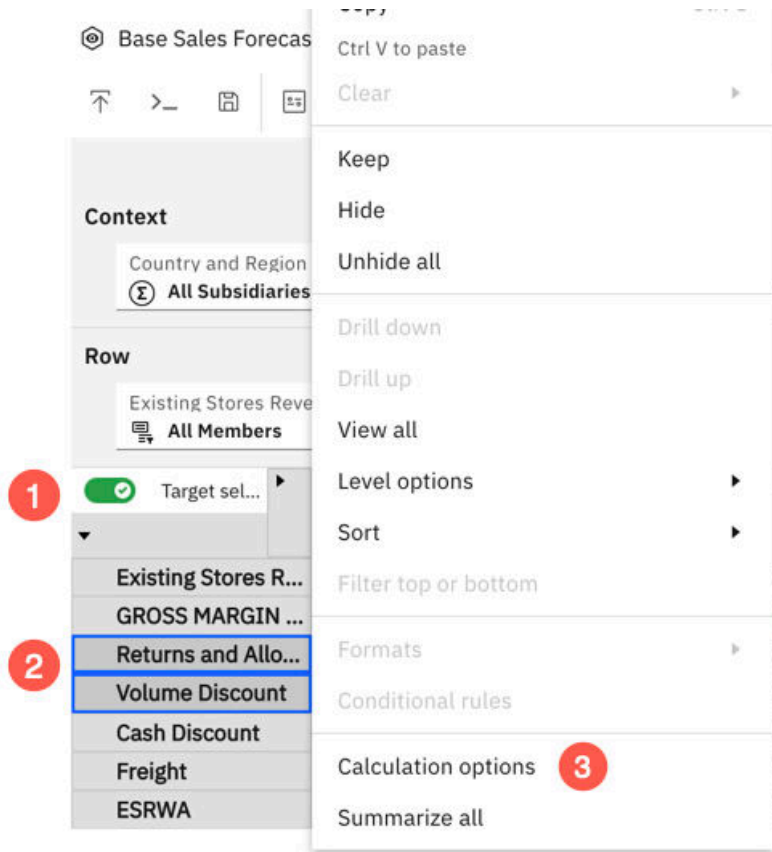 Base Sales Forecas
Ctrl V to paste
Clear
Keep
Hide
Unhide all
Context
Country and Region
All Subsidiaries
Drill down
Drill up
Row
Existing Stores Reve
All Members
View all
Level options
1
Target sel...
Sort
Existing Stores R...
Filter top or bottom
GROSS MARGIN ...
2
Returns and Allo...
Formats
Volume Discount
Conditional rules
Cash Discount
Freight
Calculation options 3
ESRWA
Summarize all